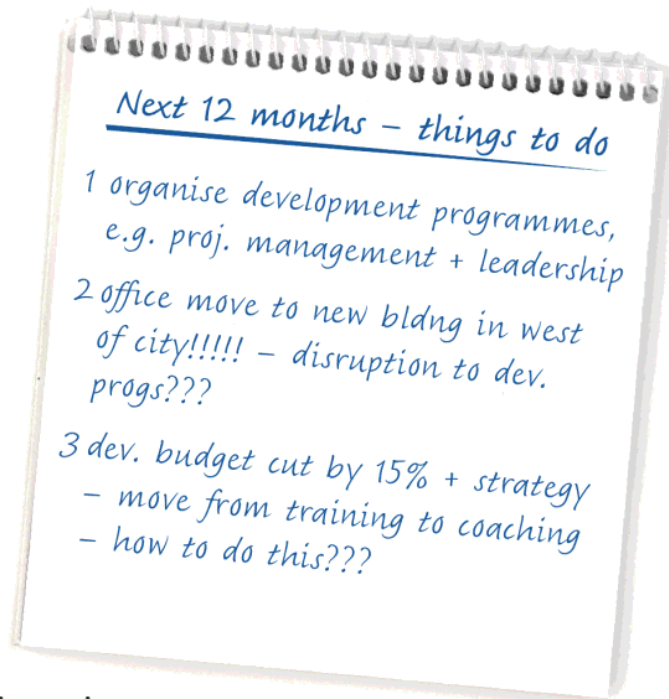 Next 12 months – things to do
1 organise development programmes,
e.g. proj. management + leadership
2 office move to new bldng in west
of city!!!!! – disruption to dev.
progs???
3 dev. budget cut by 15% + strategy
– move from training to coaching
– how to do this???